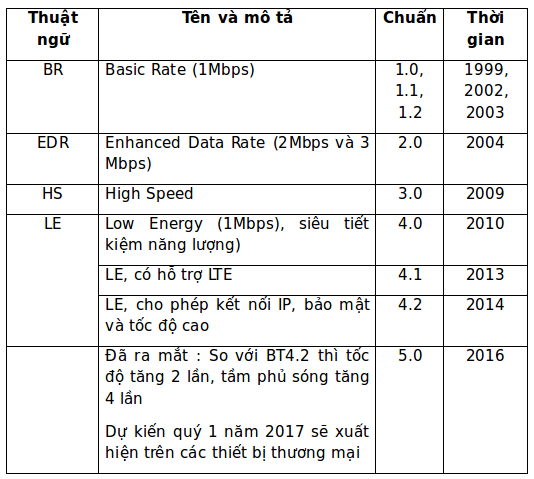 Thuật ngữ Tên và mô tả Chuẩn Thời gian
BR Basic Rate (1Mbps) 1.0, 1.1, 1.2 1999, 2002, 2003
EDR Enhanced Data Rate (2Mbps và 3 Mbps) 2.0 2004
HS High Speed 3.0 2009
LE Low Energy (1Mbps), siêu tiết kiệm năng lượng) 4.0 2010
LE, có hỗ trợ LTE 4.1 2013
LE, cho phép kết nối IP, bảo mật và tốc độ cao 4.2 2014
Đã ra mắt : So với BT4.2 thì tốc độ tăng 2 lần, tầm phủ sóng tăng 4 lần 5.0 2016
Dự kiến quý 1 năm 2017 sẽ xuất hiện trên các thiết bị thương mại